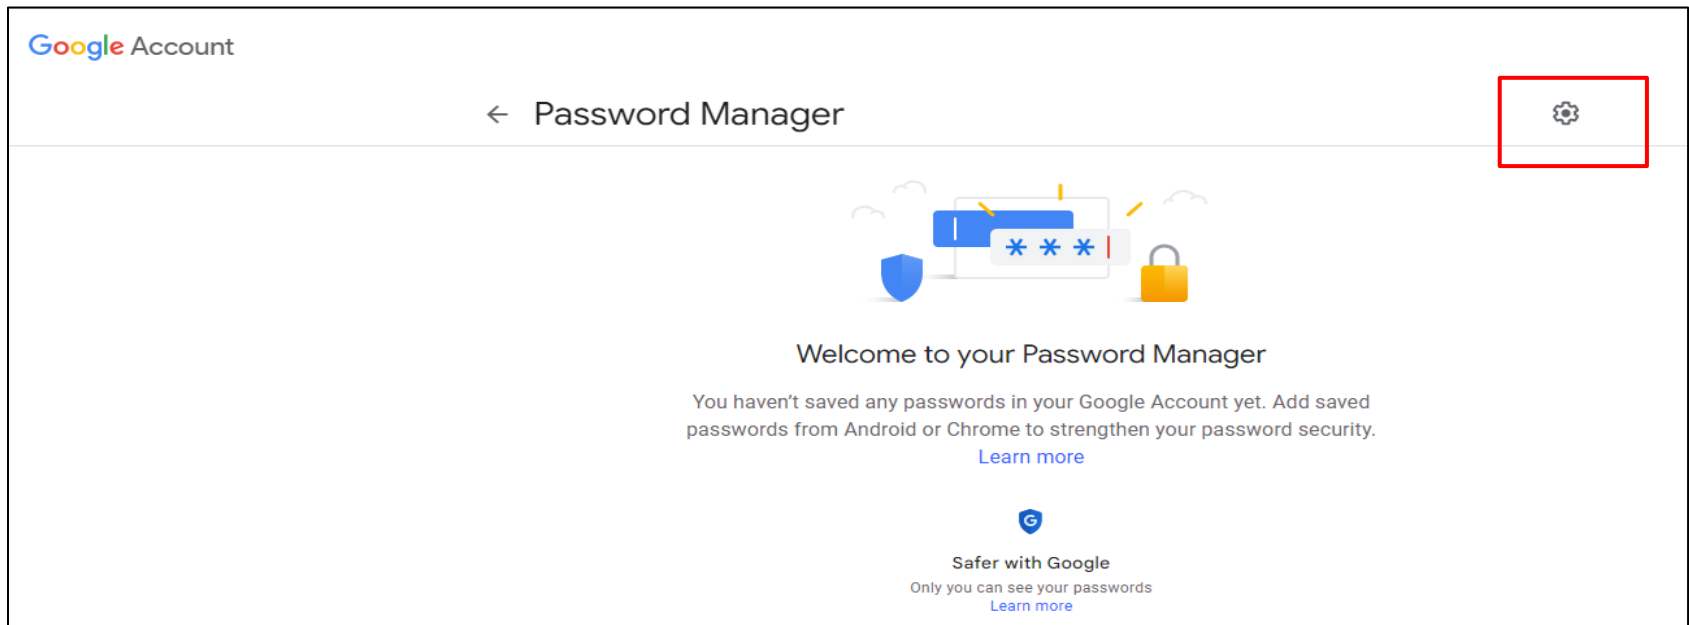 Google Account
Password Manager
***
Welcome to your Password Manager
You haven’t saved any passwords in your Google Account yet. Add saved
passwords from Android or Chrome to strengthen your password security.
Learn more
G
Safer with Google
Only you can see your passwords
Learn more